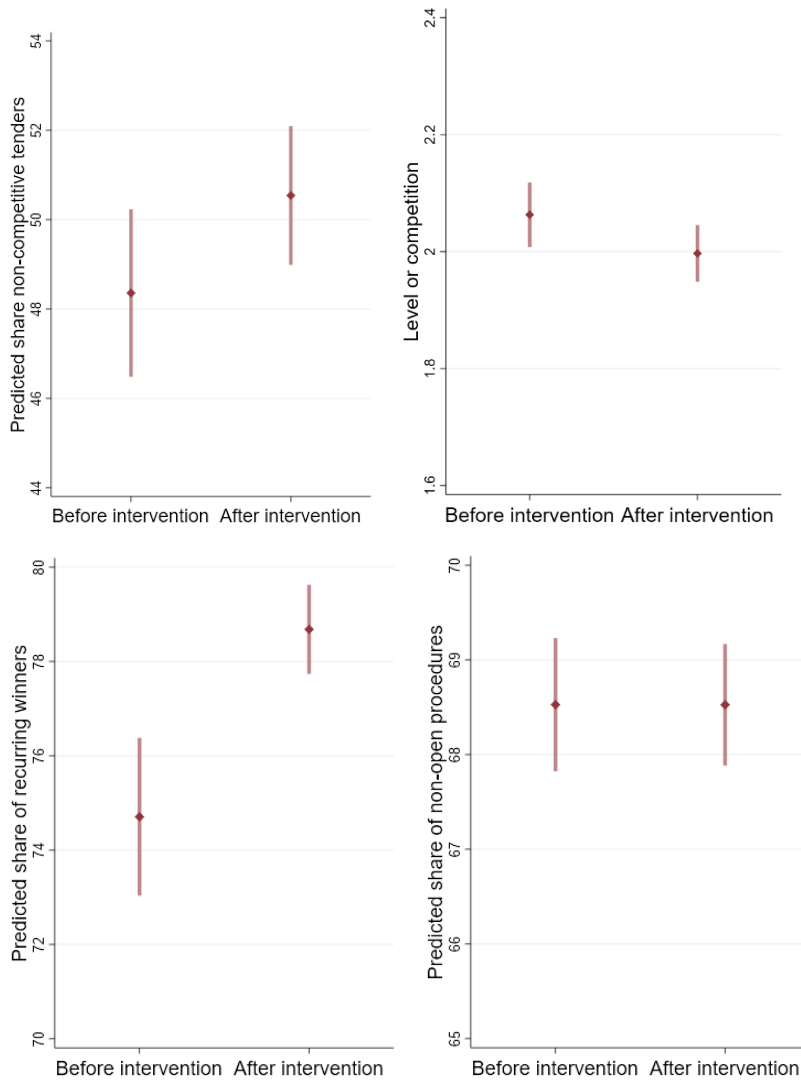 Predicted share non-competitive tenders
54
52
50
48
46
44
Before intervention After intervention
Level or competition
2.4
2.2
2
1.8
1.6
Before intervention After intervention
Predicted share of recurring winners
80
78
76
74
72
70
Before intervention After intervention
Predicted share of non-open procedures
70
69
68
67
66
65
Before intervention After intervention